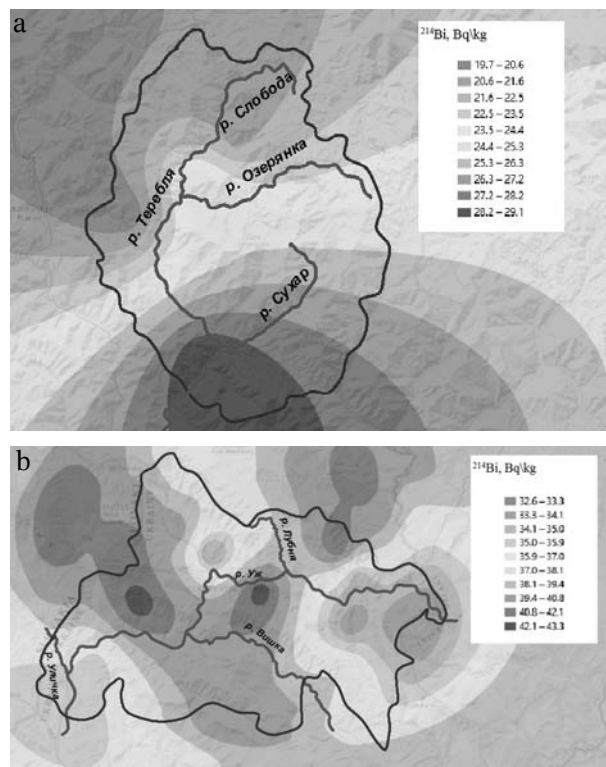 a
²¹⁴Bi, Bq\kg
19.7 – 20.6
20.6 – 21.6
21.6 – 22.5
22.5 – 23.5
23.5 – 24.4
24.4 – 25.3
25.3 – 26.3
26.3 – 27.2
27.2 – 28.2
28.2 – 29.1
р. Слобода
р. Озерянка
р. Теребля
р. Сухар
b
²¹⁴Bi, Bq\kg
32.6 – 33.3
33.3 – 34.1
34.1 – 35.0
35.0 – 35.9
35.9 – 37.0
37.0 – 38.1
38.1 – 39.4
39.4 – 40.8
40.8 – 42.1
42.1 – 43.3
р. Лубня
р. Уж
р. Вишка
р. Уличка